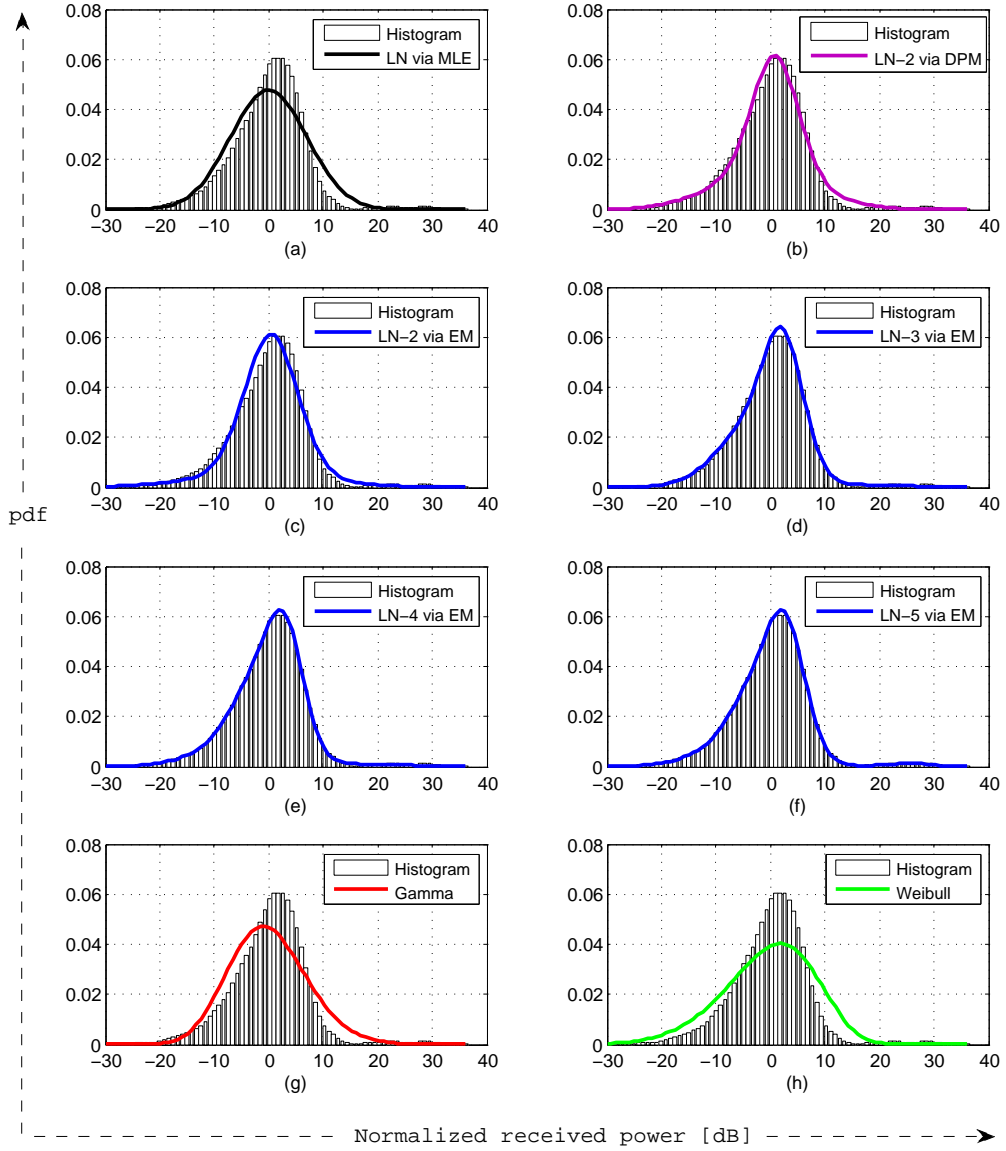 0.08
0.06
0.04
0.02
0
Histogram
LN via MLE
−30 −20 −10 0 10 20 30 40
(a)
0.08
0.06
0.04
0.02
0
Histogram
LN−2 via DPM
−30 −20 −10 0 10 20 30 40
(b)
0.08
0.06
0.04
0.02
0
Histogram
LN−2 via EM
−30 −20 −10 0 10 20 30 40
(c)
0.08
0.06
0.04
0.02
0
Histogram
LN−3 via EM
−30 −20 −10 0 10 20 30 40
(d)
pdf
0.08
0.06
0.04
0.02
0
Histogram
LN−4 via EM
−30 −20 −10 0 10 20 30 40
(e)
0.08
0.06
0.04
0.02
0
Histogram
LN−5 via EM
−30 −20 −10 0 10 20 30 40
(f)
0.08
0.06
0.04
0.02
0
Histogram
Gamma
−30 −20 −10 0 10 20 30 40
(g)
0.08
0.06
0.04
0.02
0
Histogram
Weibull
−30 −20 −10 0 10 20 30 40
(h)
Normalized received power [dB]